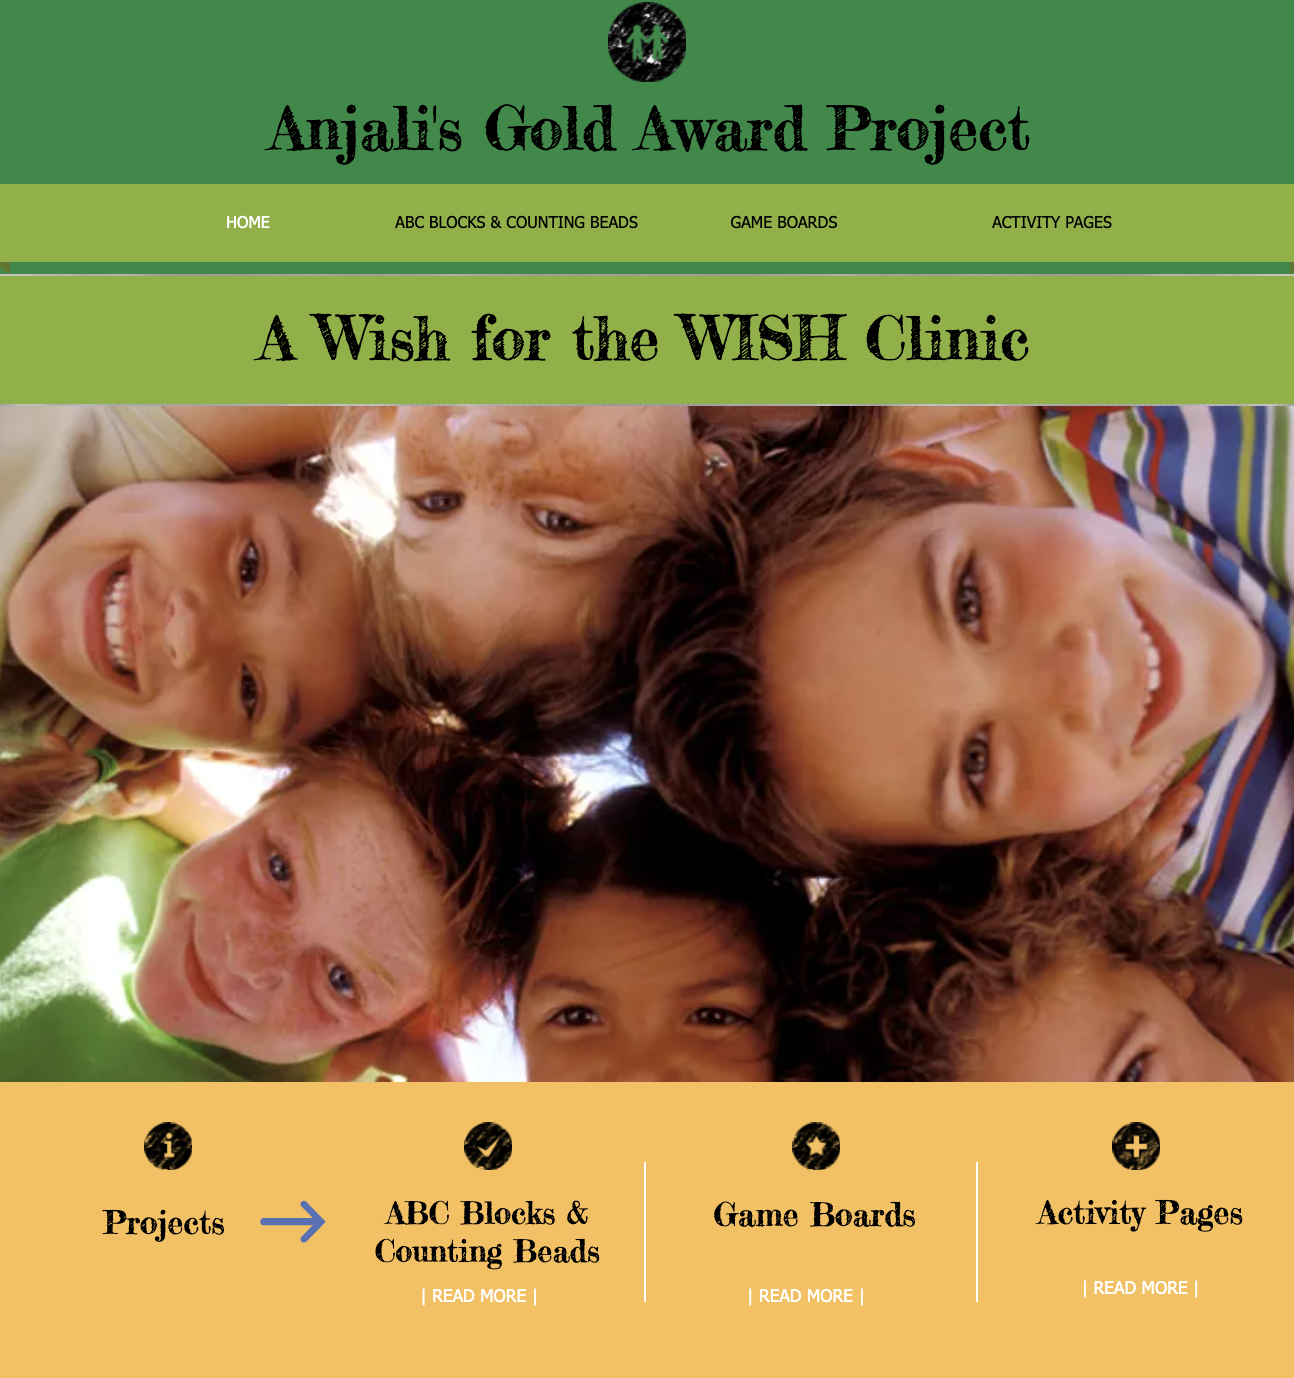 Anjali's Gold Award Project
HOME ABC BLOCKS & COUNTING BEADS GAME BOARDS ACTIVITY PAGES
A Wish for the WISH Clinic
Projects
ABC Blocks &
Counting Beads
| READ MORE |
Game Boards
| READ MORE |
Activity Pages
| READ MORE |